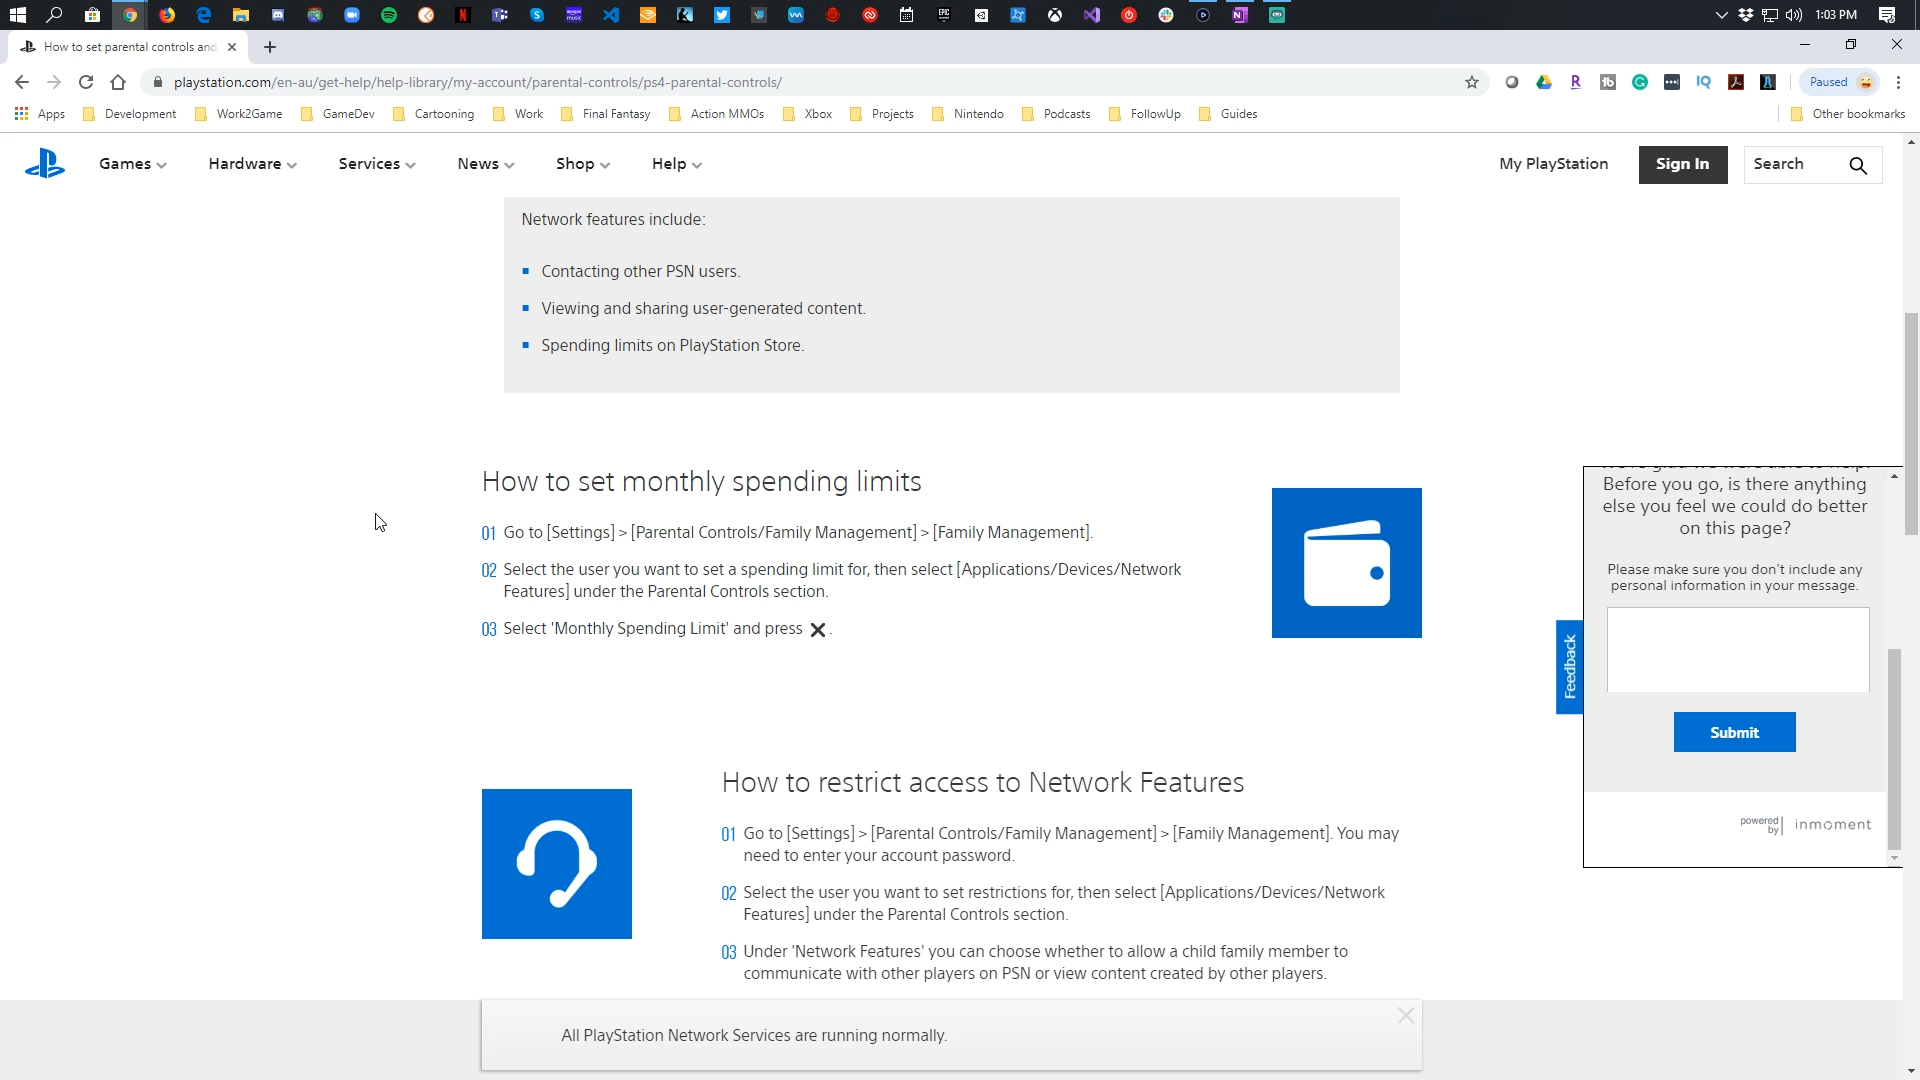 1:03 PM
How to set parental controls and
playstation.com/en-au/get-help/help-library/my-account/parental-controls/ps4-parental-controls/
Paused
Apps
Development
Work2Game
GameDev
Cartooning
Work
Final Fantasy
Action MMOs
Xbox
Projects
Nintendo
Podcasts
FollowUp
Guides
Other bookmarks
Games
Hardware
Services
News
Shop
Help
My PlayStation
Sign In
Search
Network features include:
Contacting other PSN users.
Viewing and sharing user-generated content.
Spending limits on PlayStation Store.
How to set monthly spending limits
01 Go to [Settings] > [Parental Controls/Family Management] > [Family Management].
02 Select the user you want to set a spending limit for, then select [Applications/Devices/Network
Features] under the Parental Controls section.
03 Select 'Monthly Spending Limit' and press ✕.
How to restrict access to Network Features
01 Go to [Settings] > [Parental Controls/Family Management] > [Family Management]. You may
need to enter your account password.
02 Select the user you want to set restrictions for, then select [Applications/Devices/Network
Features] under the Parental Controls section.
03 Under 'Network Features' you can choose whether to allow a child family member to
communicate with other players on PSN or view content created by other players.
Before you go, is there anything
else you feel we could do better
on this page?
Please make sure you don't include any
personal information in your message.
Feedback
Submit
powered
by
inmoment
All PlayStation Network Services are running normally.